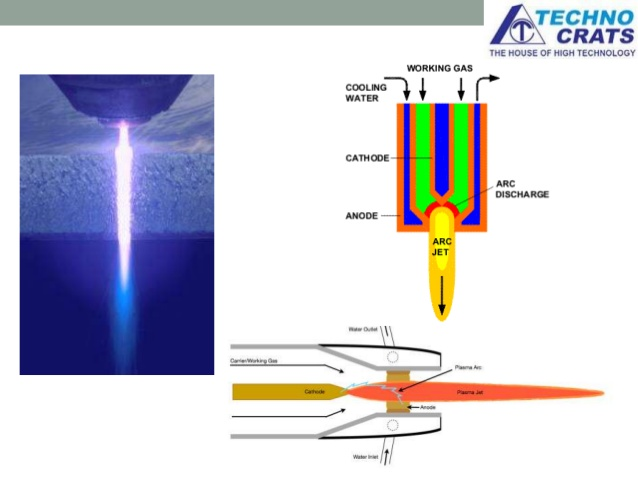 TECHNO
CRATS
THE HOUSE OF HIGH TECHNOLOGY
WORKING GAS
COOLING
WATER
CATHODE
ARC
DISCHARGE
ANODE
ARC
JET
Water Outlet
Carrier/Working Gas
Plasma Arc
Cathode
Plasma Jet
Anode
Water Inlet